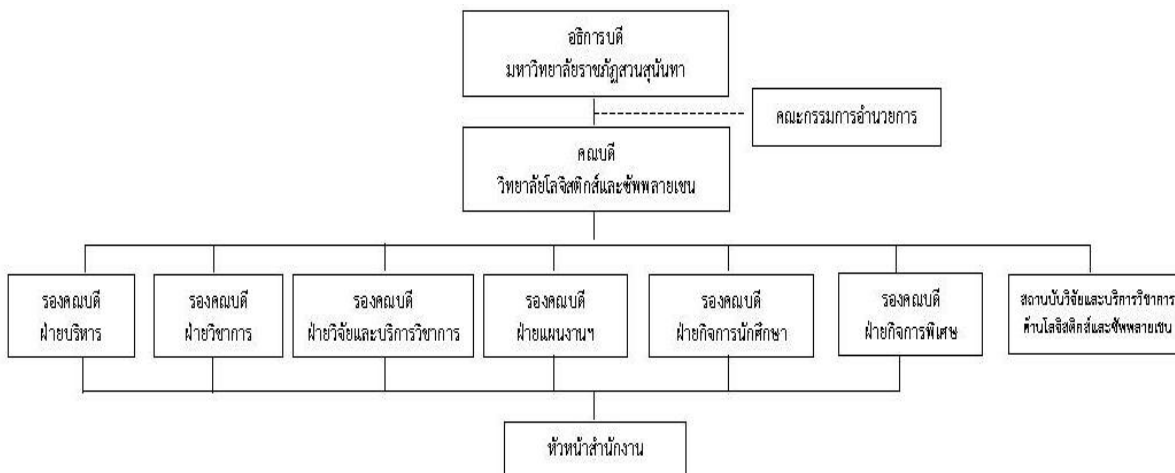 อธิการบดี
มหาวิทยาลัยราชภัฏสวนสุนันทา
คณะกรรมการอำนวยการ
คณบดี
วิทยาลัยโลจิสติกส์และซัพพลายเชน
รองคณบดี
ฝ่ายบริหาร
รองคณบดี
ฝ่ายวิชาการ
รองคณบดี
ฝ่ายวิจัยและบริการวิชาการ
รองคณบดี
ฝ่ายแผนงานฯ
รองคณบดี
ฝ่ายกิจการนักศึกษา
รองคณบดี
ฝ่ายกิจการพิเศษ
สถาบันวิจัยและบริการวิชาการ
ด้านโลจิสติกส์และซัพพลายเชน
หัวหน้าสำนักงาน